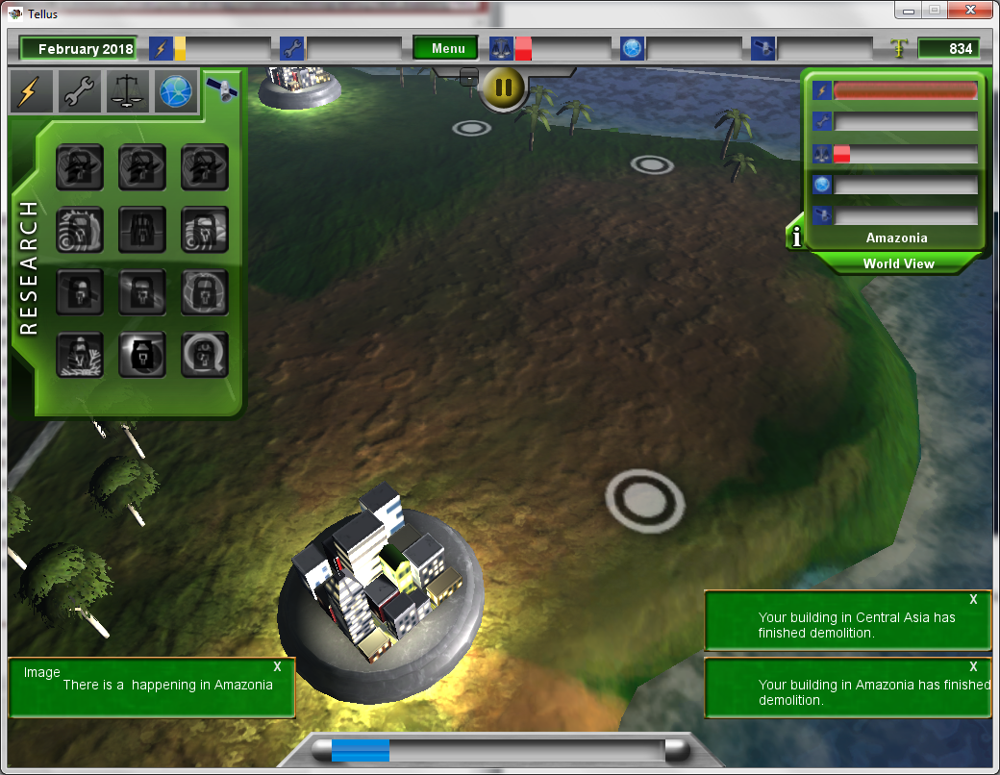 Tellus
February 2018
Menu
834
RESEARCH
i
Amazonia
World View
X
Your building in Central Asia has
finished demolition.
X
Image
There is a  happening in Amazonia
X
Your building in Amazonia has finished
demolition.